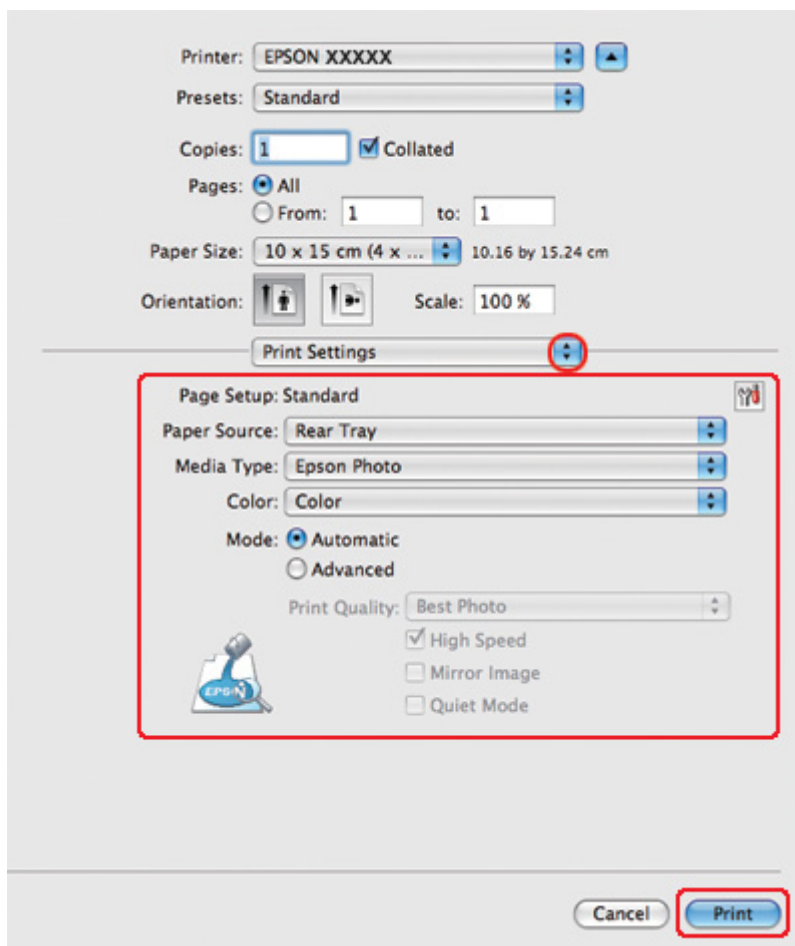 Printer: EPSON XXXXX
Presets: Standard
Copies: 1 Collated
Pages: All
From: 1 to: 1
Paper Size: 10 x 15 cm (4 x ... 10.16 by 15.24 cm
Orientation: Scale: 100 %
Print Settings
Page Setup: Standard
Paper Source: Rear Tray
Media Type: Epson Photo
Color: Color
Mode: Automatic
Advanced
Print Quality: Best Photo
High Speed
Mirror Image
EPSON
Quiet Mode
Cancel Print